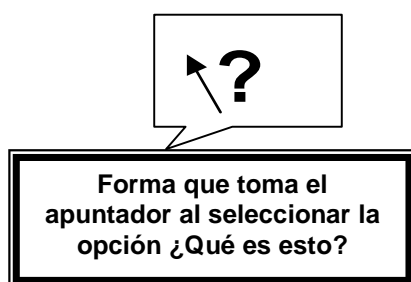 ?
Forma que toma el
apuntador al seleccionar la
opción ¿Qué es esto?